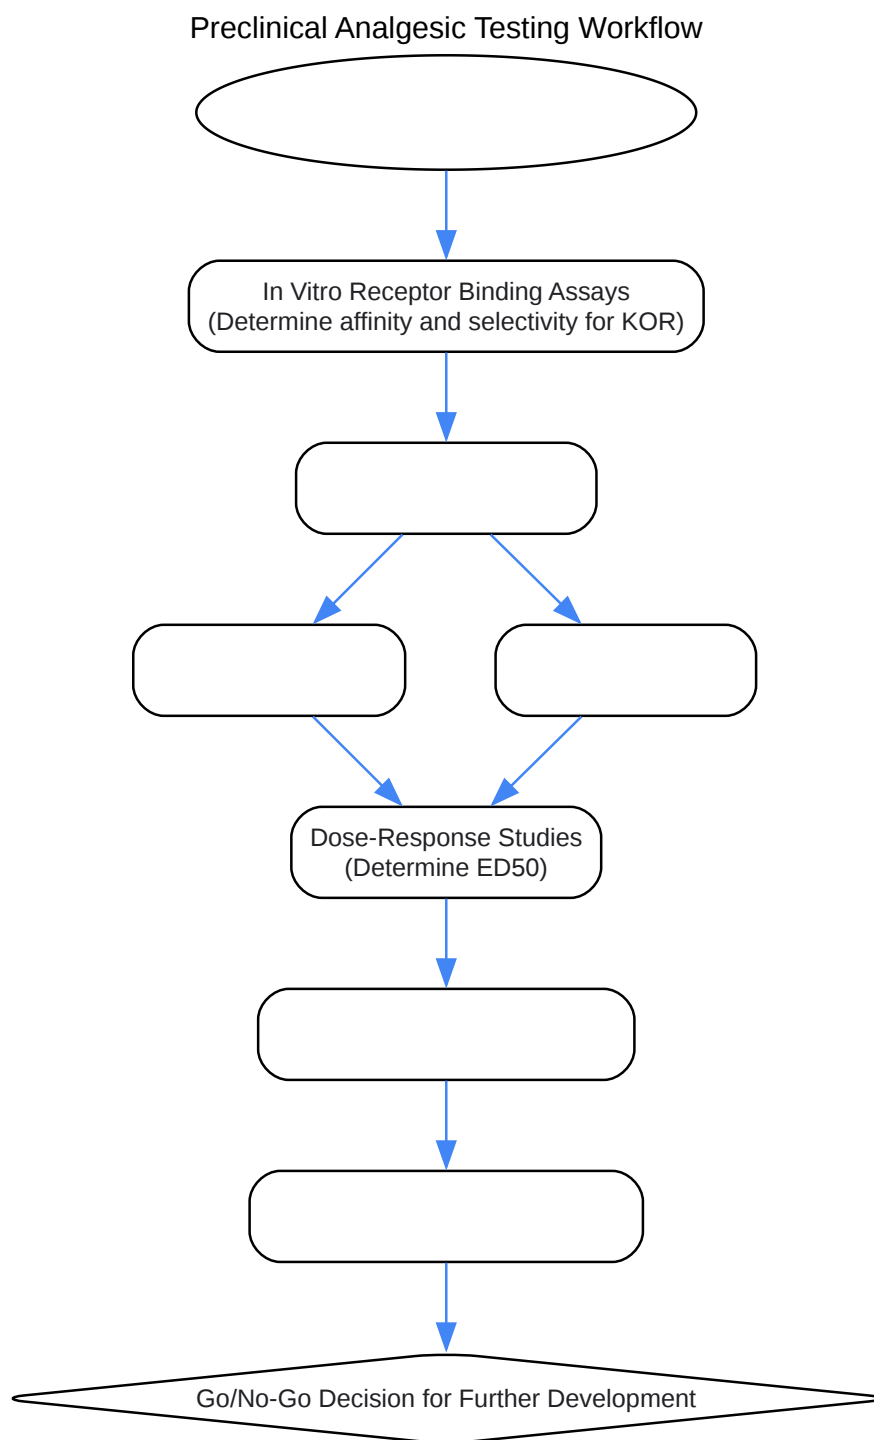 Preclinical Analgesic Testing Workflow
In Vitro Receptor Binding Assays
(Determine affinity and selectivity for KOR)
Dose-Response Studies
(Determine ED50)
Go/No-Go Decision for Further Development